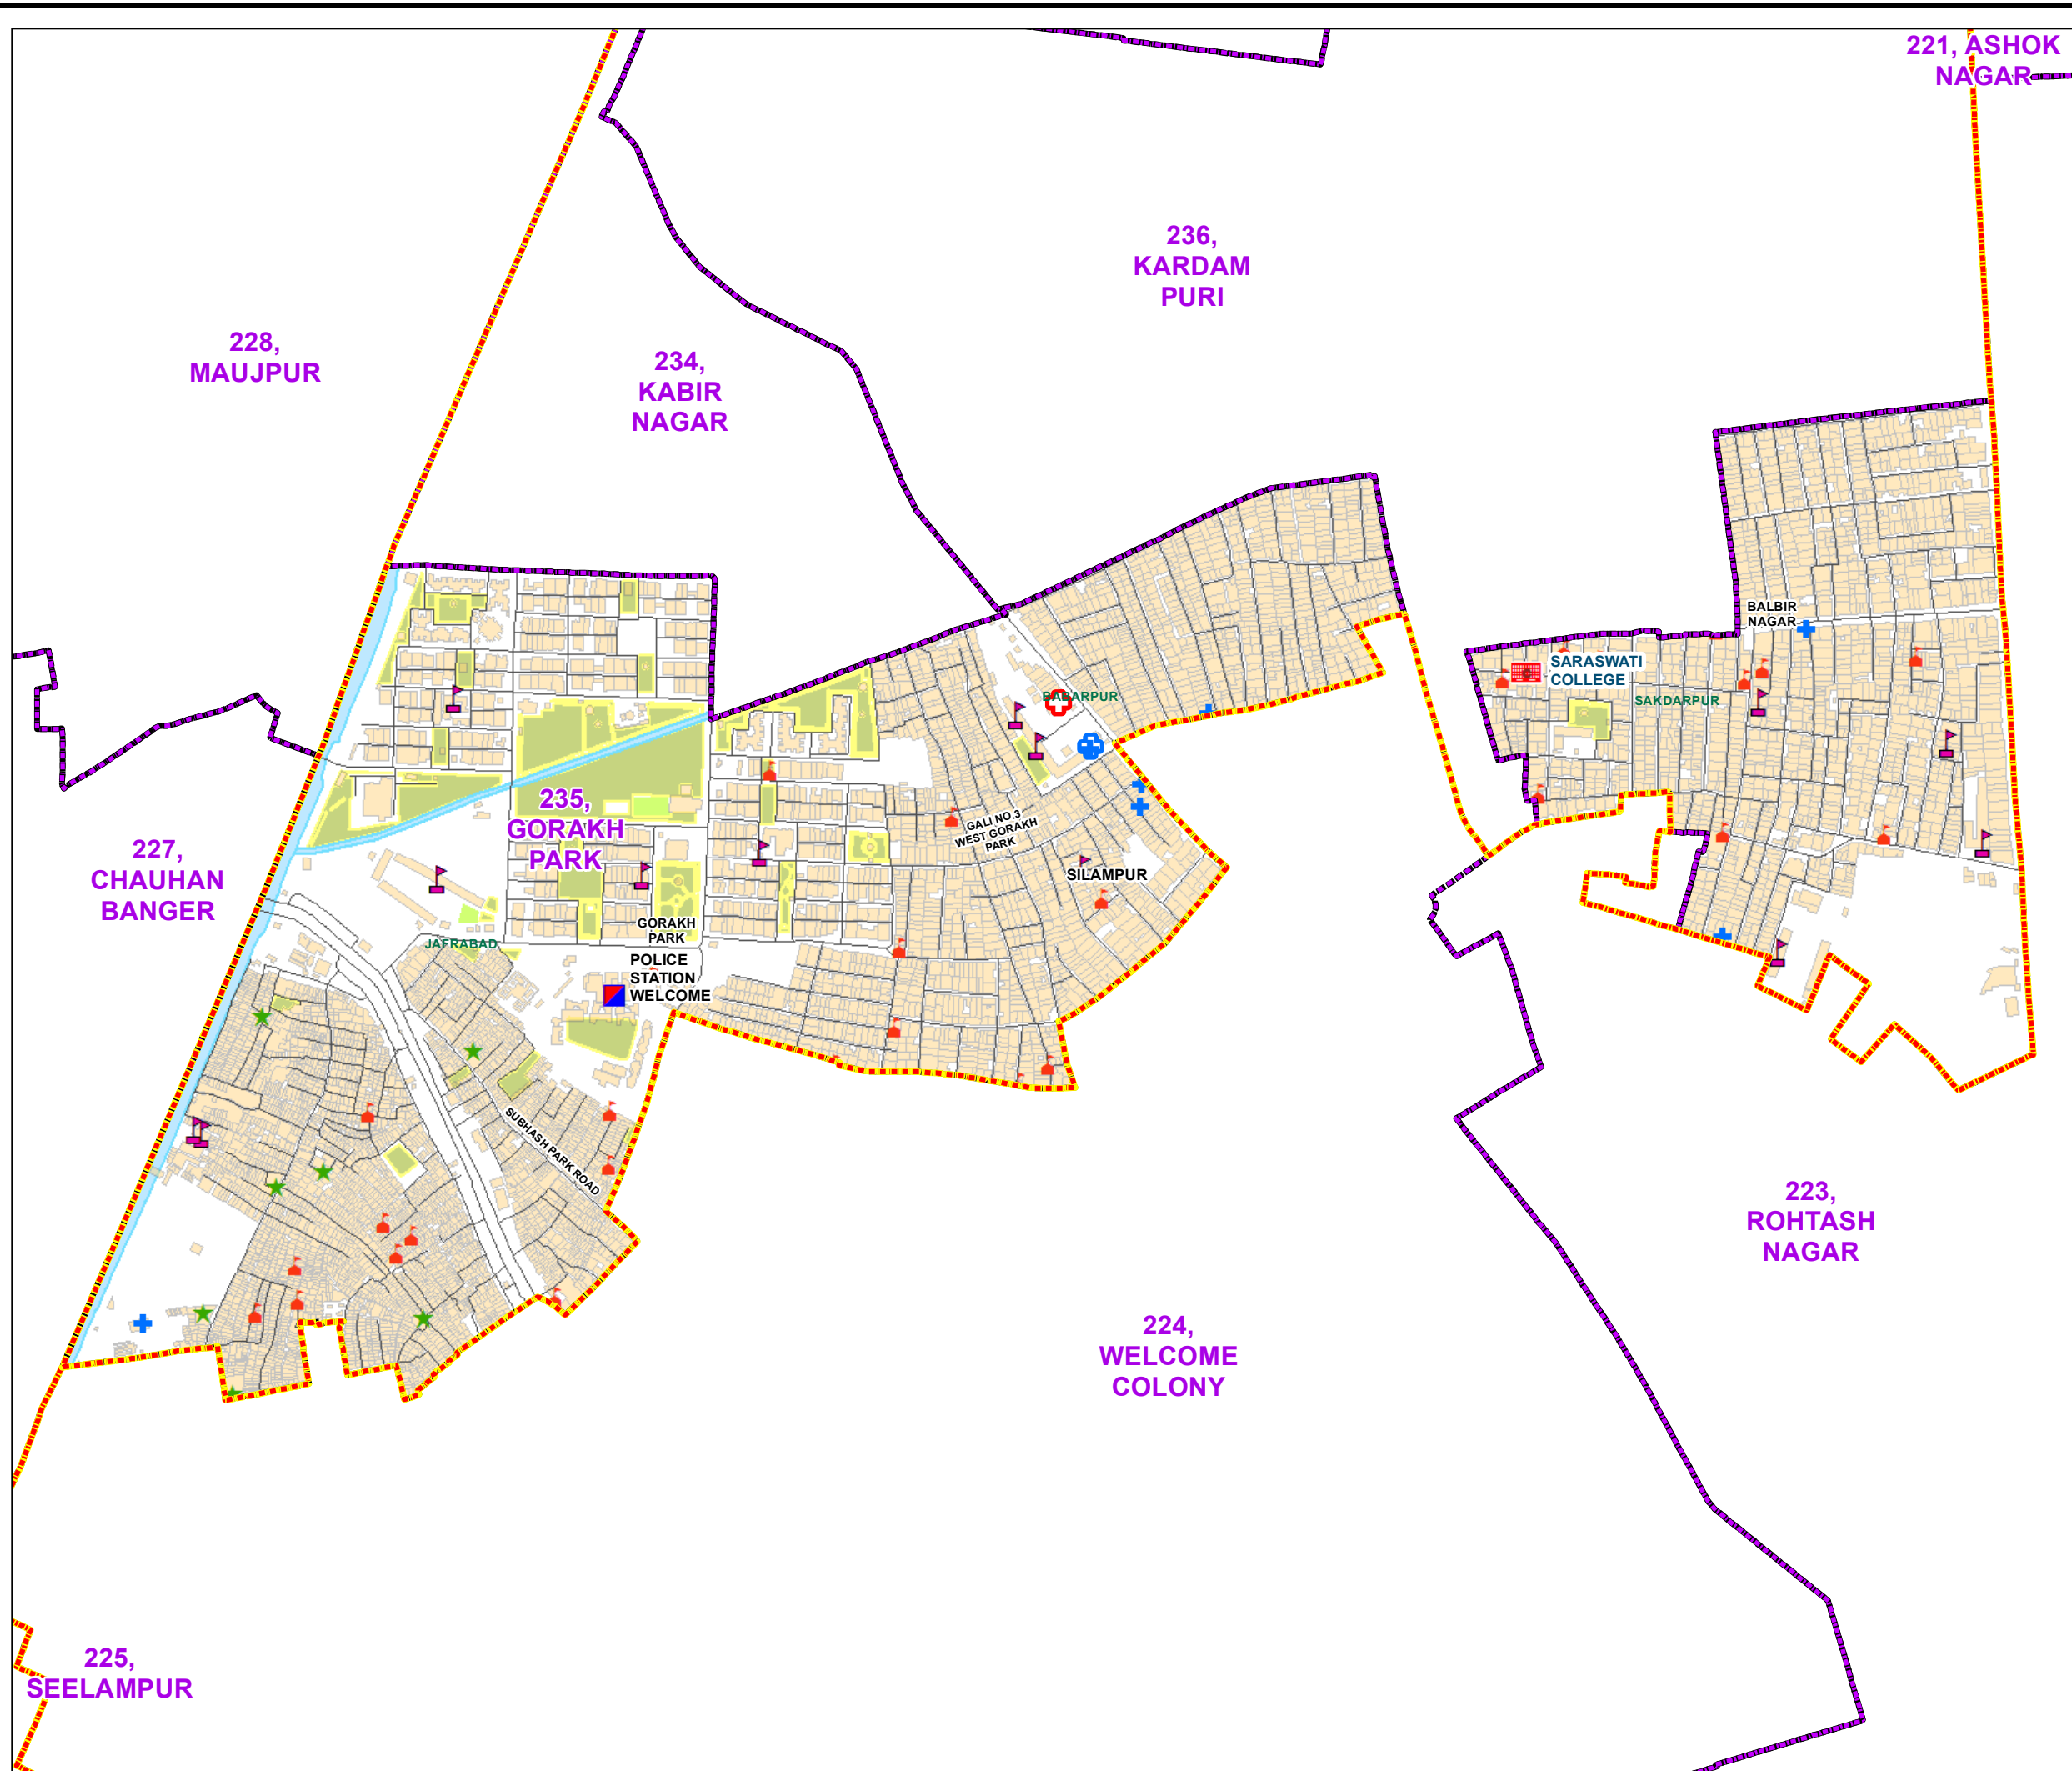 221, ASHOK
NAGAR
236,
KARDAM
PURI
228,
MAUJPUR
234,
KABIR
NAGAR
BALBIR
NAGAR
SARASWATI
COLLEGE
SAKDARPUR
BABARPUR
235,
GORAKH
PARK
GALI NO.3
WEST GORAKH
PARK
227,
CHAUHAN
BANGER
SILAMPUR
GORAKH
PARK
JAFRABAD
POLICE
STATION
WELCOME
SUBHASH PARK ROAD
223,
ROHTASH
NAGAR
224,
WELCOME
COLONY
225,
SEELAMPUR